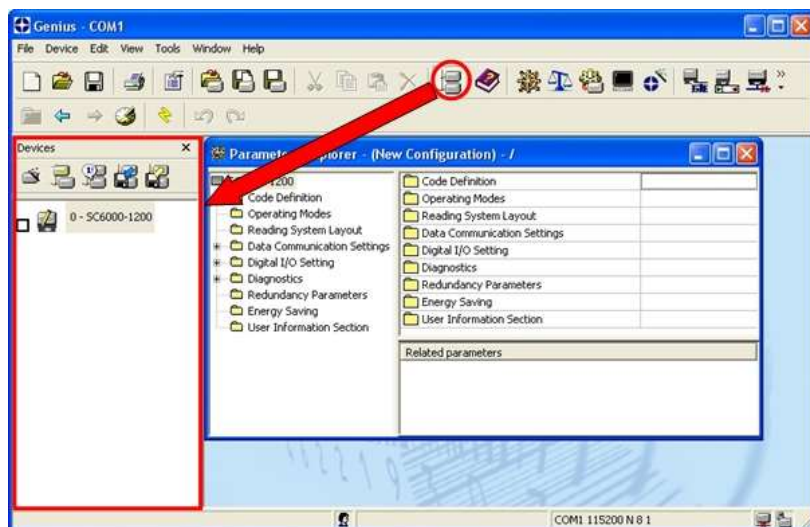 Genius - COM1
File Device Edit View Tools Window Help
Devices
0 - SC6000-1200
(New Configuration) - /
1200
Code Definition
Operating Modes
Reading System Layout
Data Communication Settings
Digital I/O Setting
Diagnostics
Redundancy Parameters
Energy Saving
User Information Section
Code Definition
Operating Modes
Reading System Layout
Data Communication Settings
Digital I/O Setting
Diagnostics
Redundancy Parameters
Energy Saving
User Information Section
Related parameters
COM1 115200 N 8 1